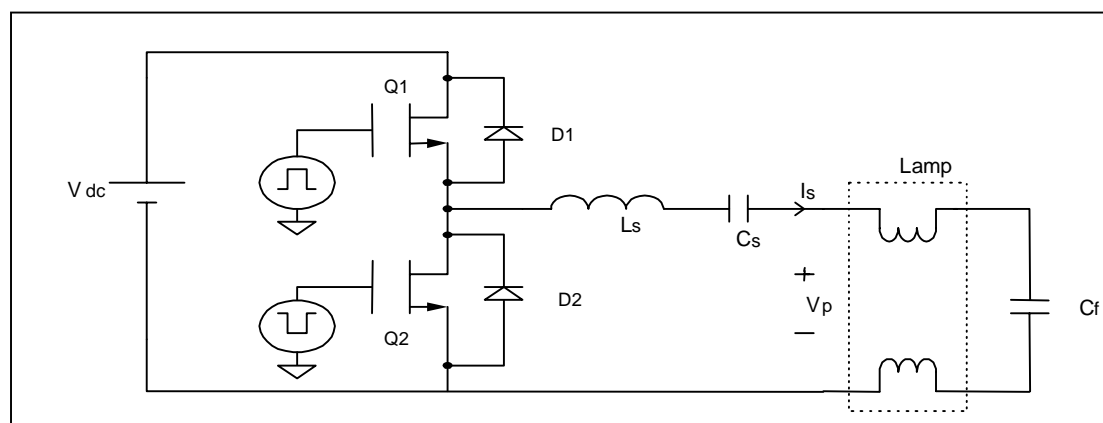 Q1
D1
Lamp
V dc
Is
Ls
Cs
+
Vp
–
D2
Cf
Q2